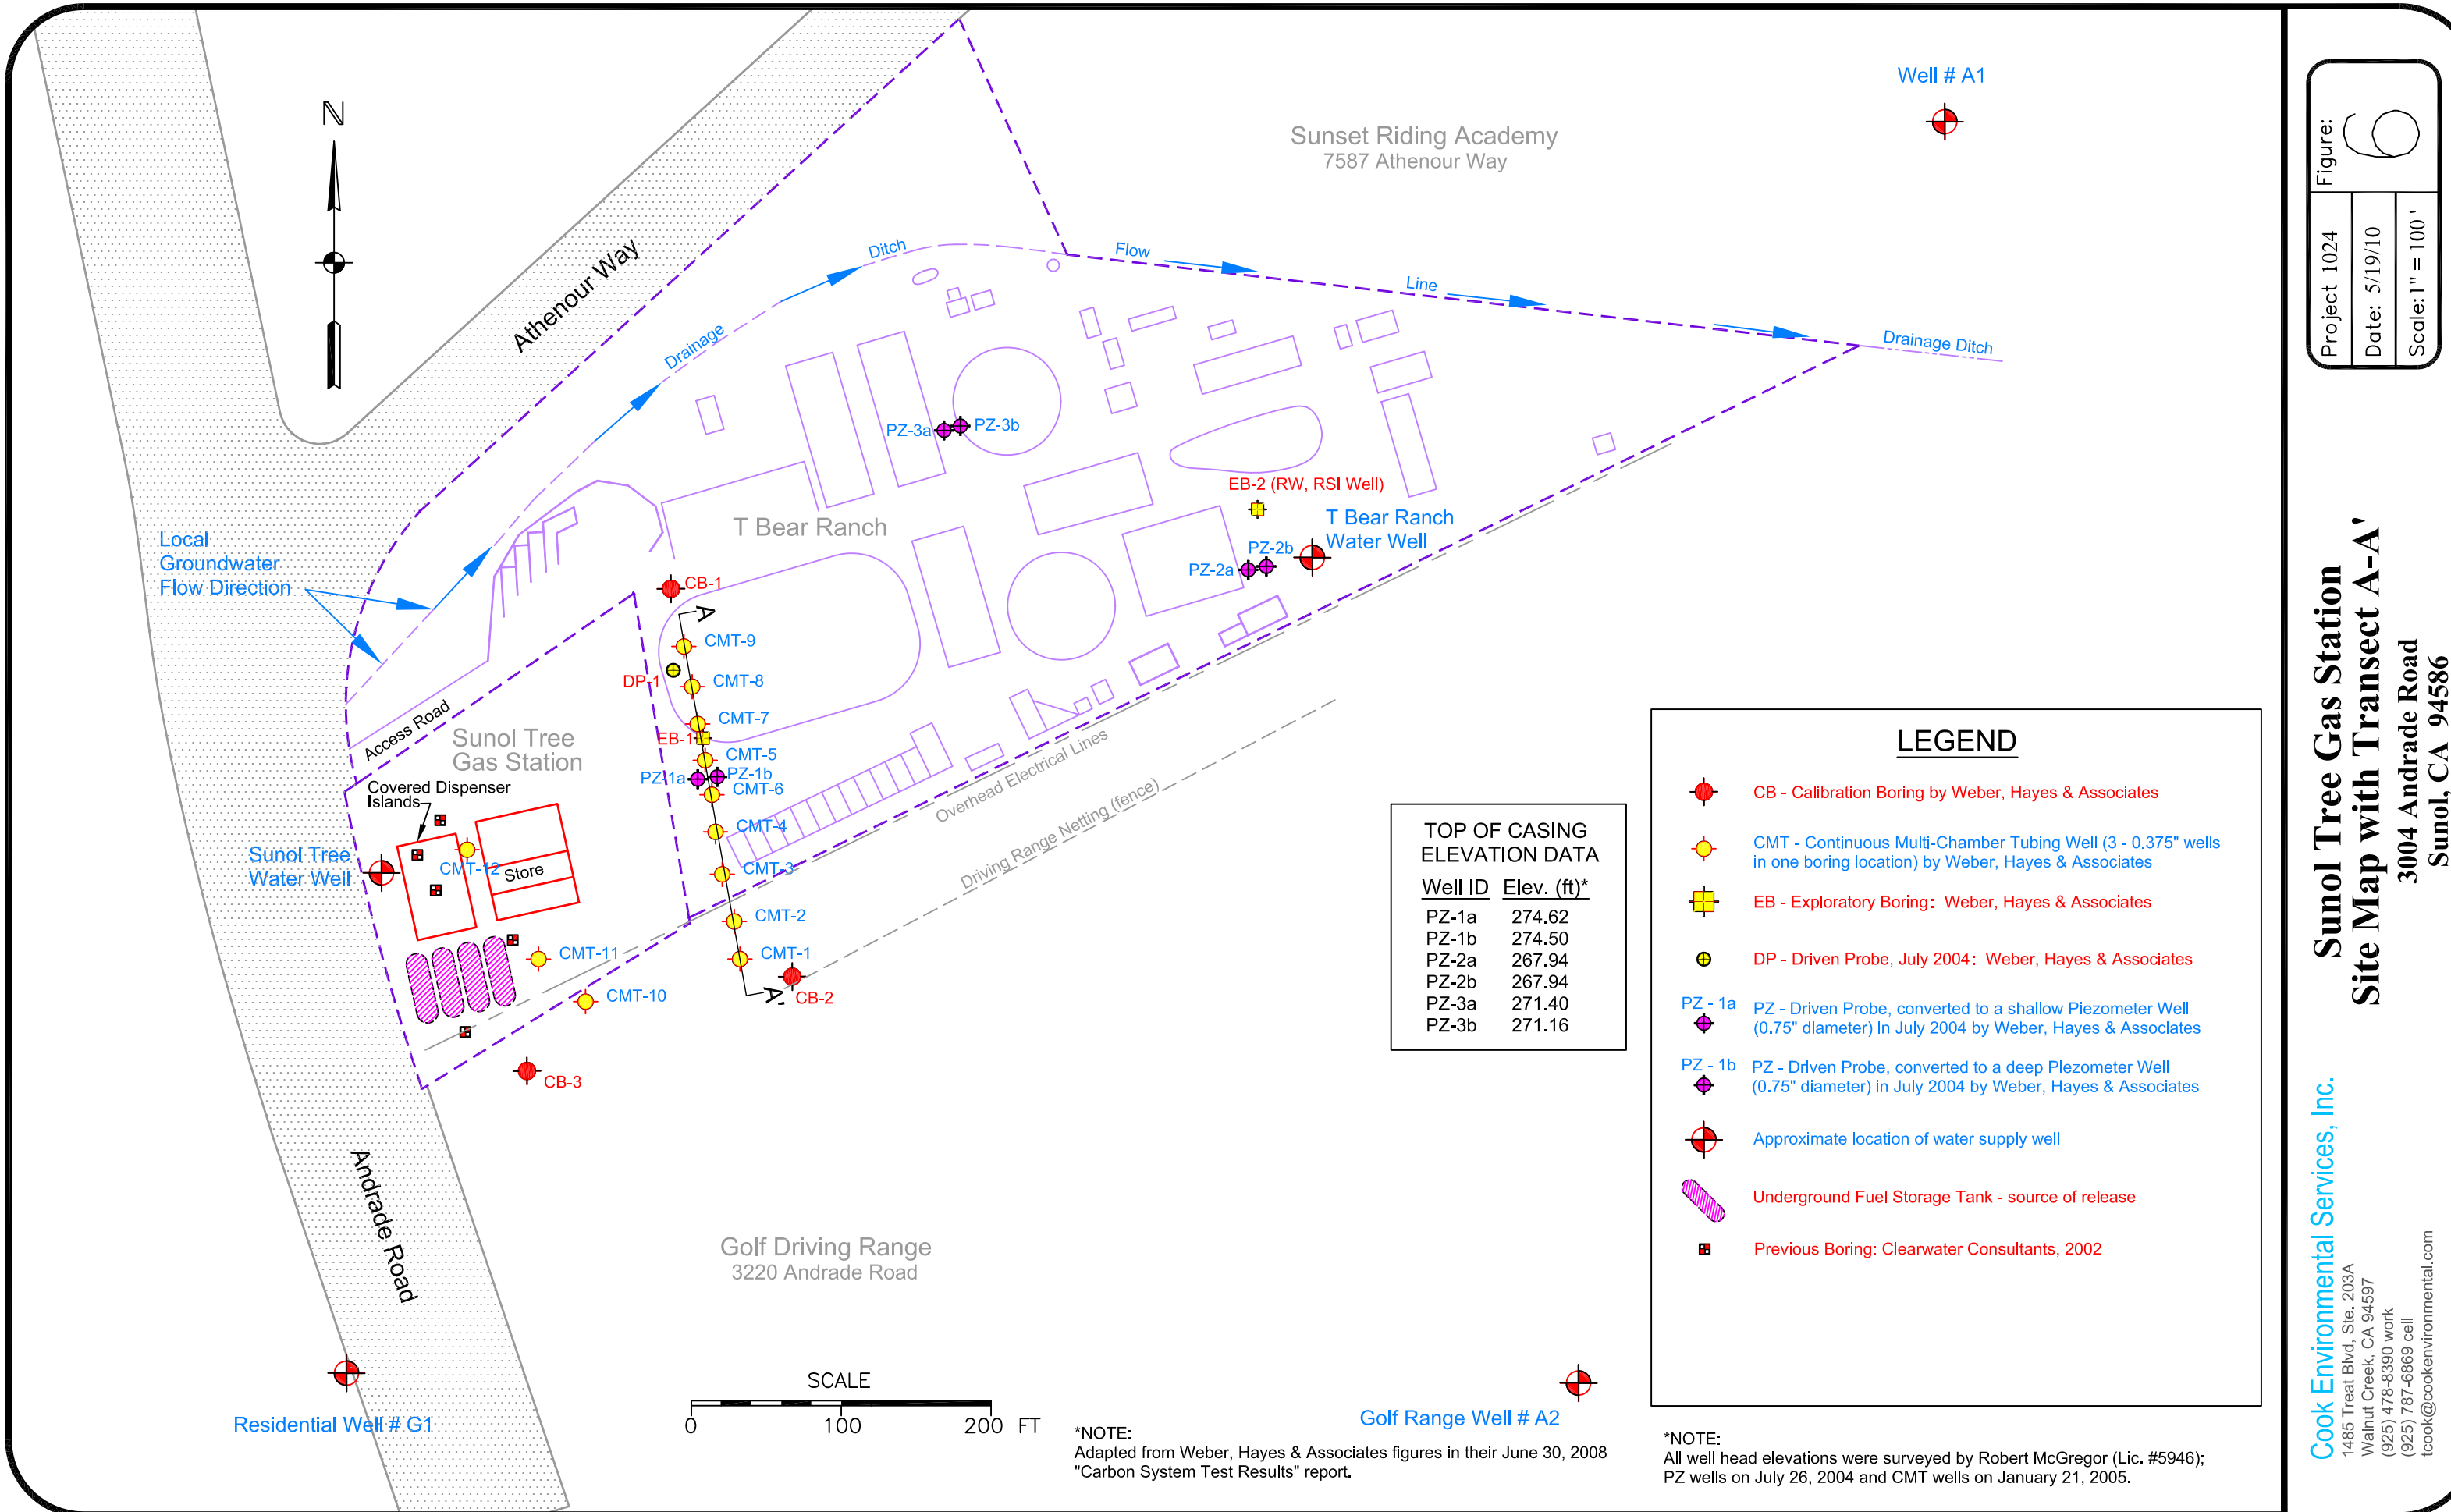 Well # A1
N
Sunset Riding Academy
7587 Athenour Way
Athenour Way
Ditch
Flow
Line
Drainage
Drainage Ditch
PZ-3a
PZ-3b
EB-2 (RW, RSI Well)
T Bear Ranch
T Bear Ranch
Water Well
Local
Groundwater
Flow Direction
PZ-2b
PZ-2a
CB-1
A
CMT-9
DP-1
CMT-8
CMT-7
EB-1
CMT-5
PZ-1a
PZ-1b
CMT-6
CMT-4
CMT-3
CMT-2
CMT-1
A'
CB-2
Access Road
Sunol Tree
Gas Station
Covered Dispenser
Islands
Sunol Tree
Water Well
CMT-12
Store
CMT-11
CMT-10
CB-3
Overhead Electrical Lines
Driving Range Netting (fence)
Andrade Road
Golf Driving Range
3220 Andrade Road
Residential Well # G1
Golf Range Well # A2
SCALE
0 100 200 FT
*NOTE:
Adapted from Weber, Hayes & Associates figures in their June 30, 2008
"Carbon System Test Results" report.
TOP OF CASING
ELEVATION DATA
Well ID Elev. (ft)*
PZ-1a 274.62
PZ-1b 274.50
PZ-2a 267.94
PZ-2b 267.94
PZ-3a 271.40
PZ-3b 271.16
LEGEND
CB - Calibration Boring by Weber, Hayes & Associates
CMT - Continuous Multi-Chamber Tubing Well (3 - 0.375" wells
in one boring location) by Weber, Hayes & Associates
EB - Exploratory Boring: Weber, Hayes & Associates
DP - Driven Probe, July 2004: Weber, Hayes & Associates
PZ - 1a
PZ - Driven Probe, converted to a shallow Piezometer Well
(0.75" diameter) in July 2004 by Weber, Hayes & Associates
PZ - 1b
PZ - Driven Probe, converted to a deep Piezometer Well
(0.75" diameter) in July 2004 by Weber, Hayes & Associates
Approximate location of water supply well
Underground Fuel Storage Tank - source of release
Previous Boring: Clearwater Consultants, 2002
*NOTE:
All well head elevations were surveyed by Robert McGregor (Lic. #5946);
PZ wells on July 26, 2004 and CMT wells on January 21, 2005.
Project 1024
Date: 5/19/10
Scale:1" = 100'
Figure:
6
Sunol Tree Gas Station
Site Map with Transect A-A'
3004 Andrade Road
Sunol, CA 94586
Cook Environmental Services, Inc.
1485 Treat Blvd, Ste. 203A
Walnut Creek, CA 94597
(925) 478-8390 work
(925) 787-6869 cell
tcook@cookenvironmental.com